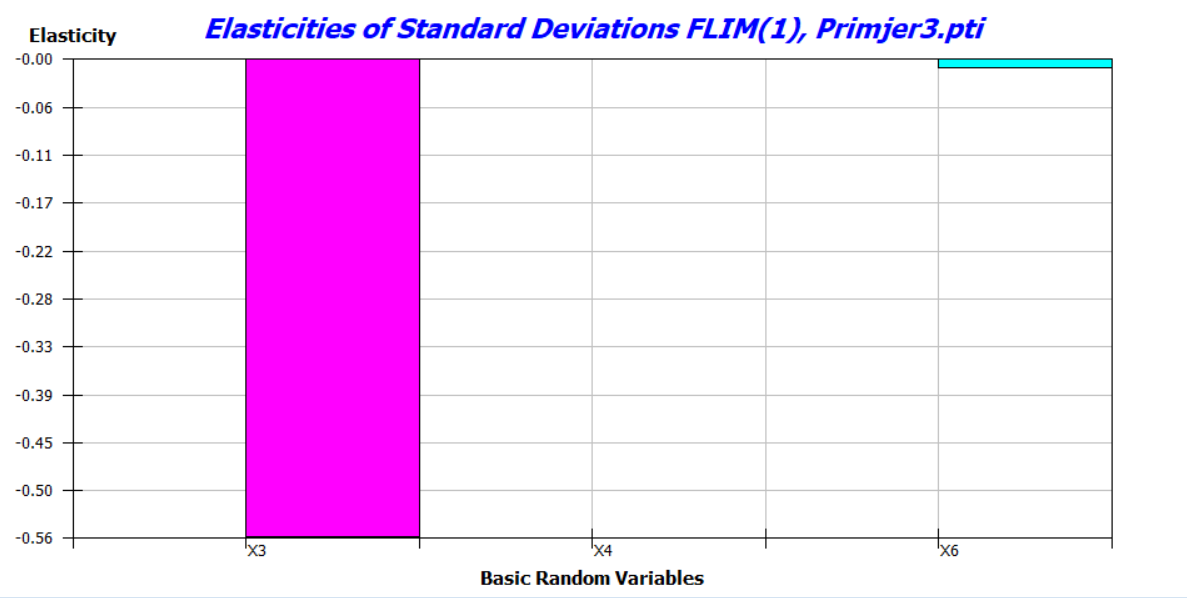 Elasticities of Standard Deviations FLIM(1), Primjer3.pti
Elasticity
-0.00
-0.06
-0.11
-0.17
-0.22
-0.28
-0.33
-0.39
-0.45
-0.50
-0.56
X3 X4 X6
Basic Random Variables